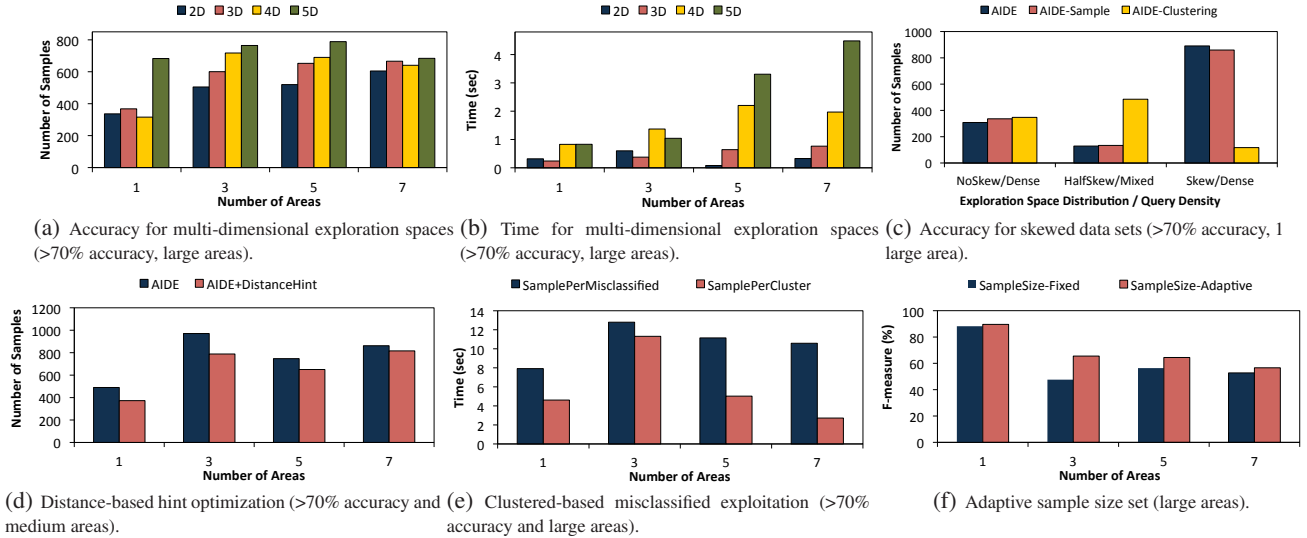 2D 3D 4D 5D
Number of Samples
800
600
400
200
0
1 3 5 7
Number of Areas
(a) Accuracy for multi-dimensional exploration spaces
(>70% accuracy, large areas).
2D 3D 4D 5D
Time (sec)
4
3
2
1
0
1 3 5 7
Number of Areas
(b) Time for multi-dimensional exploration spaces
(>70% accuracy, large areas).
AIDE AIDE-Sample AIDE-Clustering
Number of Samples
1000
800
600
400
200
0
NoSkew/Dense HalfSkew/Mixed Skew/Dense
Exploration Space Distribution / Query Density
(c) Accuracy for skewed data sets (>70% accuracy, 1
large area).
AIDE AIDE+DistanceHint
Number of Samples
1200
1000
800
600
400
200
0
1 3 5 7
Number of Areas
(d) Distance-based hint optimization (>70% accuracy and
medium areas).
SamplePerMisclassified SamplePerCluster
Time (sec)
14
12
10
8
6
4
2
0
1 3 5 7
Number of Areas
(e) Clustered-based misclassified exploitation (>70%
accuracy and large areas).
SampleSize-Fixed SampleSize-Adaptive
F-measure (%)
100
80
60
40
20
0
1 3 5 7
Number of Areas
(f) Adaptive sample size set (large areas).